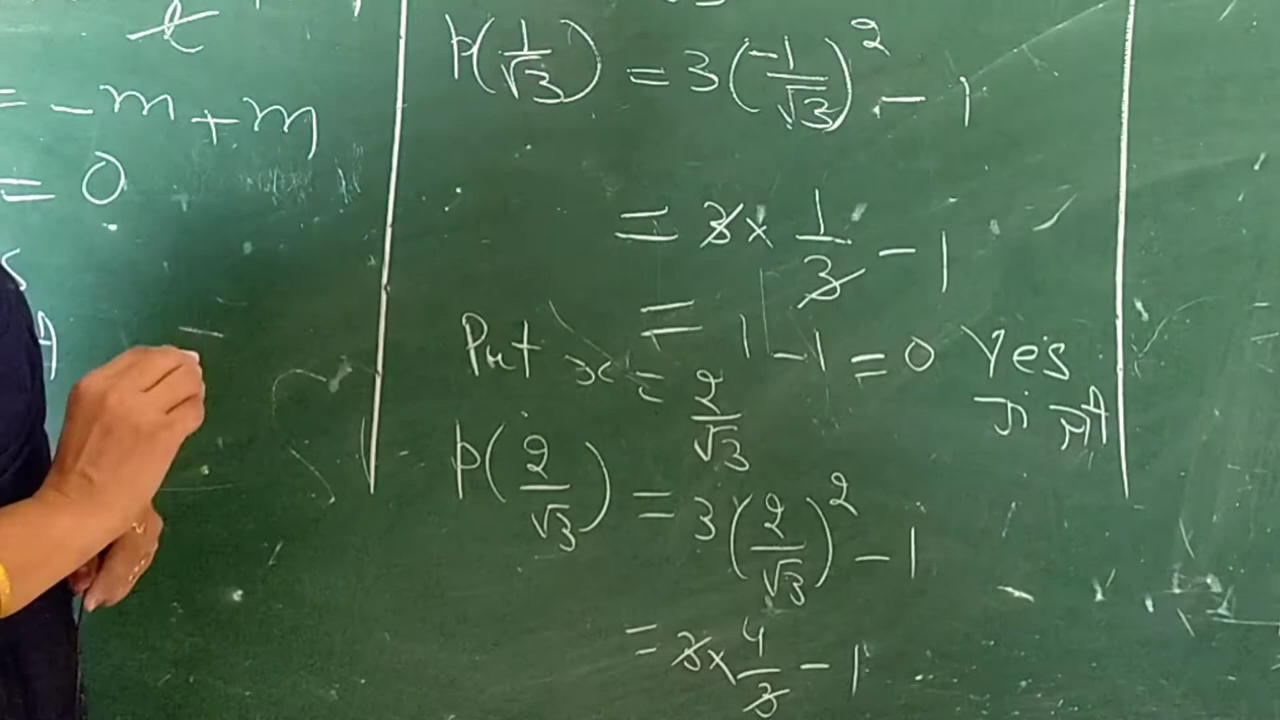 l
= -m + m
= 0
P(1/√3) = 3(-1/√3)² - 1
= 3 × 1/3 - 1
= 1 - 1 = 0 Yes
Put x = 2/√3
P(2/√3) = 3(2/√3)² - 1
= 3 × 4/3 - 1